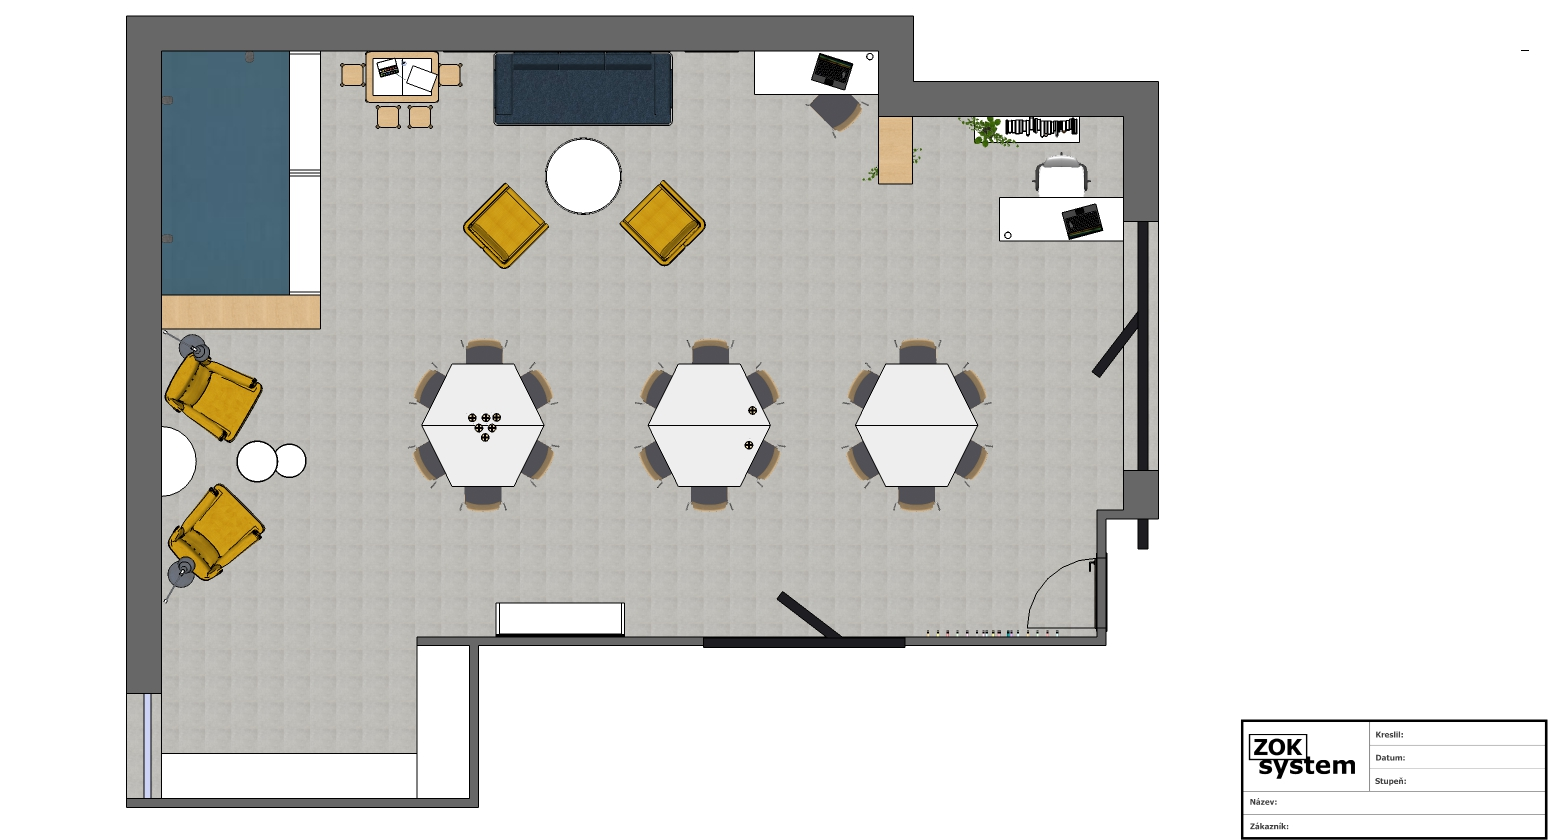 ZOK
system
Kreslil:
Datum:
Stupeň:
Název:
Zákazník: